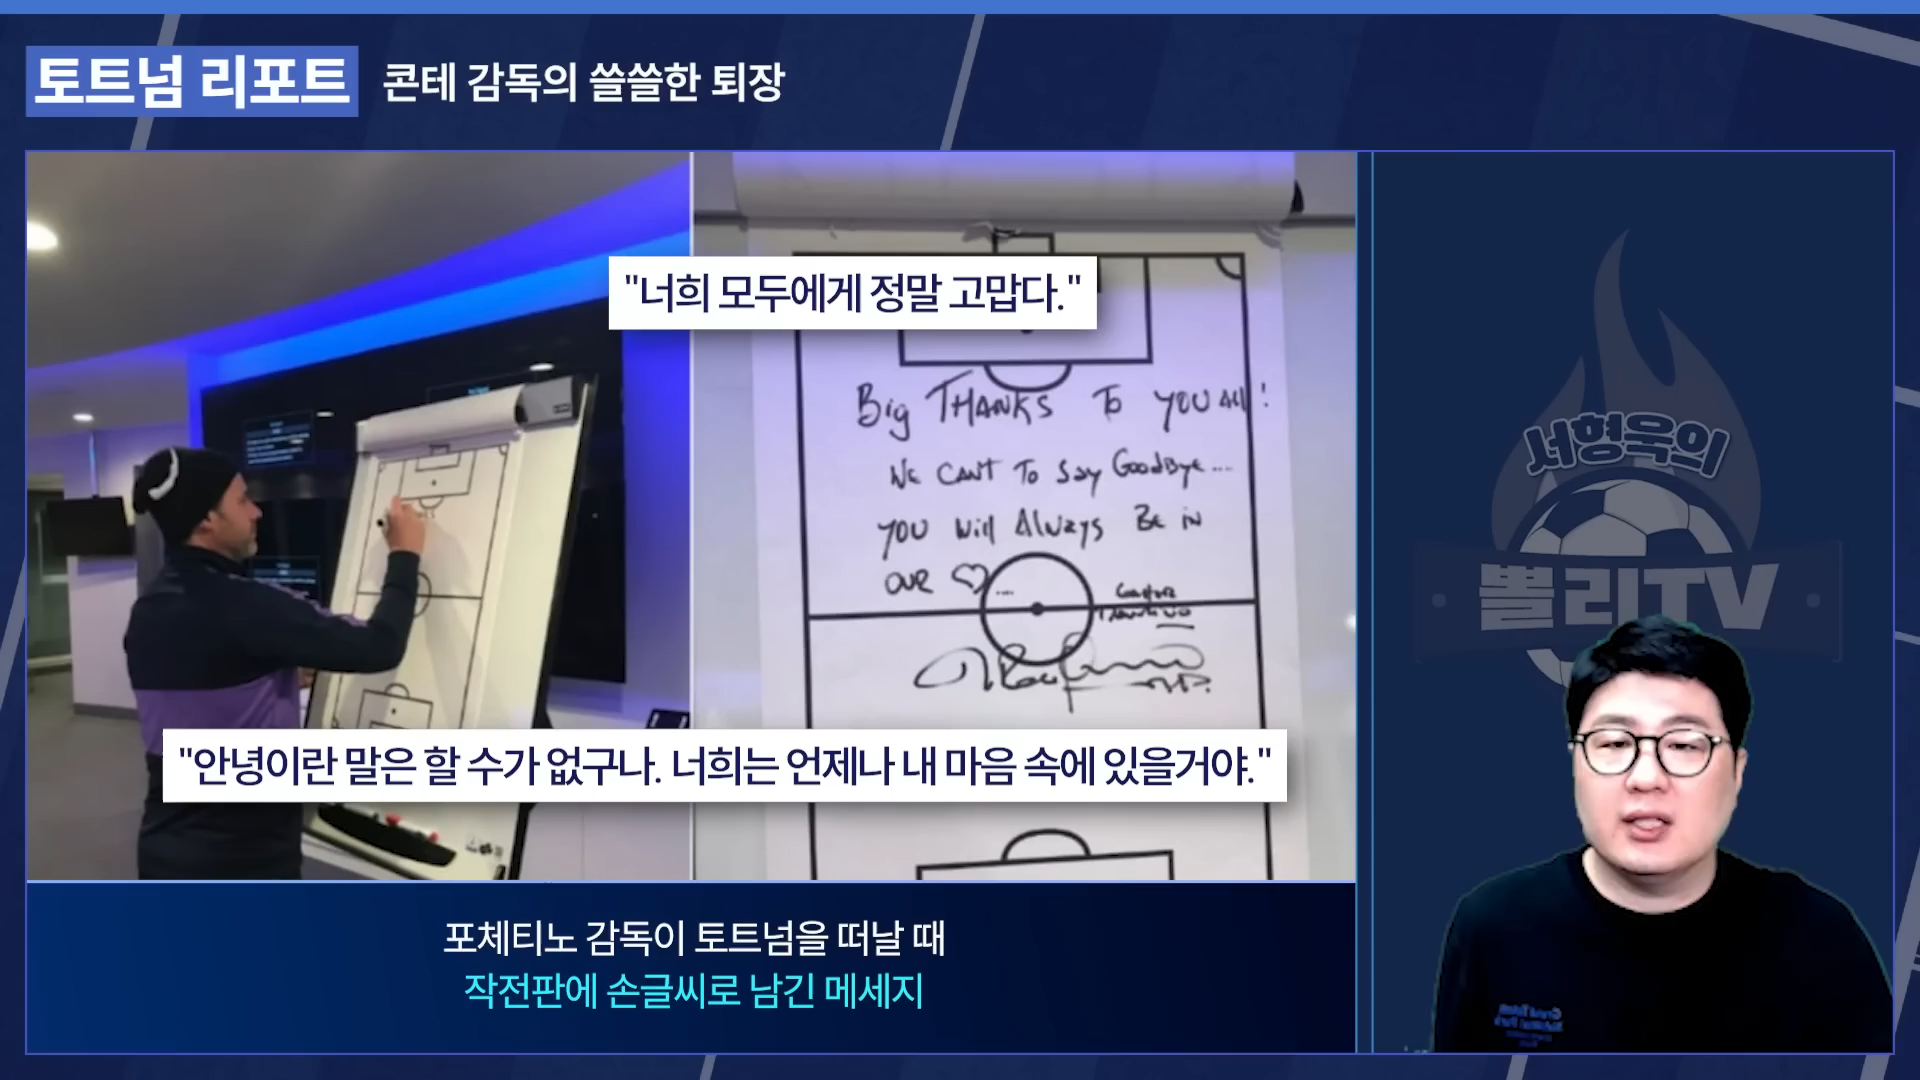 토트넘 리포트 콘테 감독의 쓸쓸한 퇴장
"너희 모두에게 정말 고맙다."
Big THANKS To YOU All!
We CANT To Say GoodBye...
YOU Will Always Be in
OUR ♡....
"안녕이란 말은 할 수가 없구나. 너희는 언제나 내 마음 속에 있을거야."
포체티노 감독이 토트넘을 떠날 때
작전판에 손글씨로 남긴 메세지
서형욱의
뽈리TV